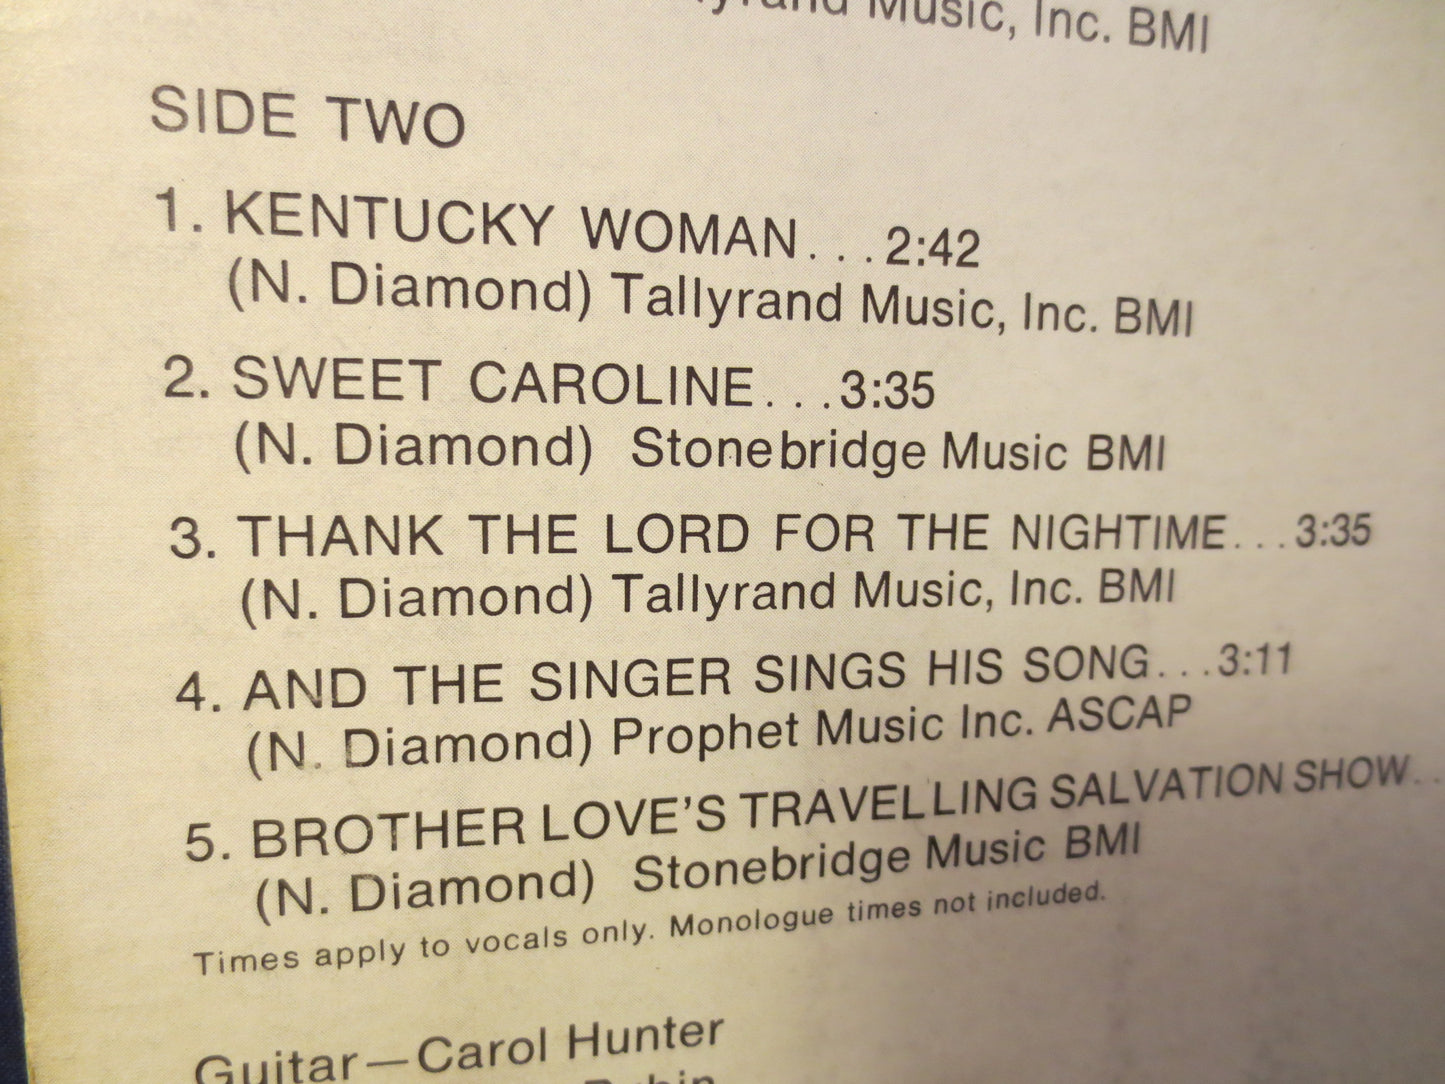 Music, Inc. BMI
SIDE TWO
1. KENTUCKY WOMAN...2:42
(N. Diamond) Tallyrand Music, Inc. BMI
2. SWEET CAROLINE...3:35
(N. Diamond) Stonebridge Music BMI
3. THANK THE LORD FOR THE NIGHTIME...3:35
(N. Diamond) Tallyrand Music, Inc. BMI
4. AND THE SINGER SINGS HIS SONG...3:11
(N. Diamond) Prophet Music Inc. ASCAP
5. BROTHER LOVE'S TRAVELLING SALVATION SHOW..
(N. Diamond) Stonebridge Music BMI
Times apply to vocals only. Monologue times not included.
Guitar—Carol Hunter